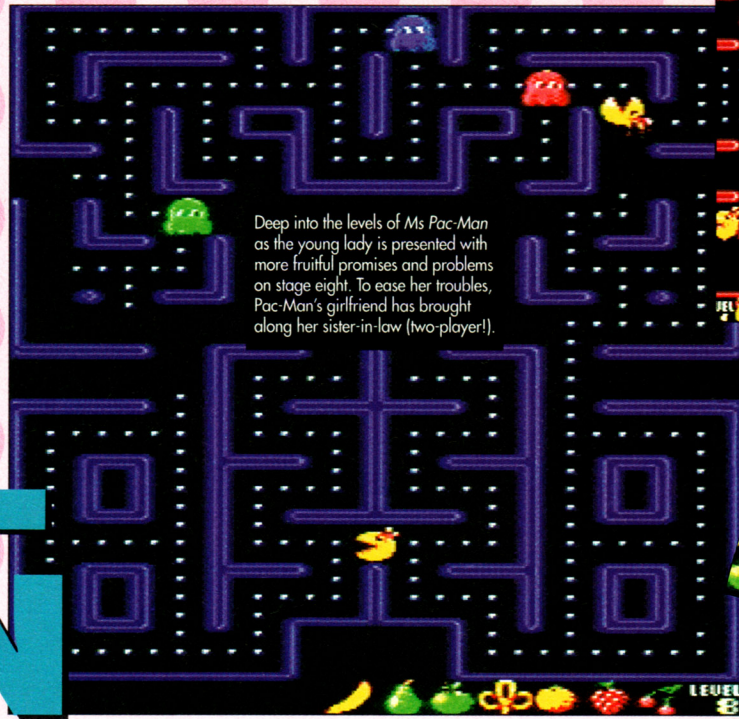 Deep into the levels of Ms Pac-Man
as the young lady is presented with
more fruitful promises and problems
on stage eight. To ease her troubles,
Pac-Man's girlfriend has brought
along her sister-in-law (two-player!).
LEVEL
8